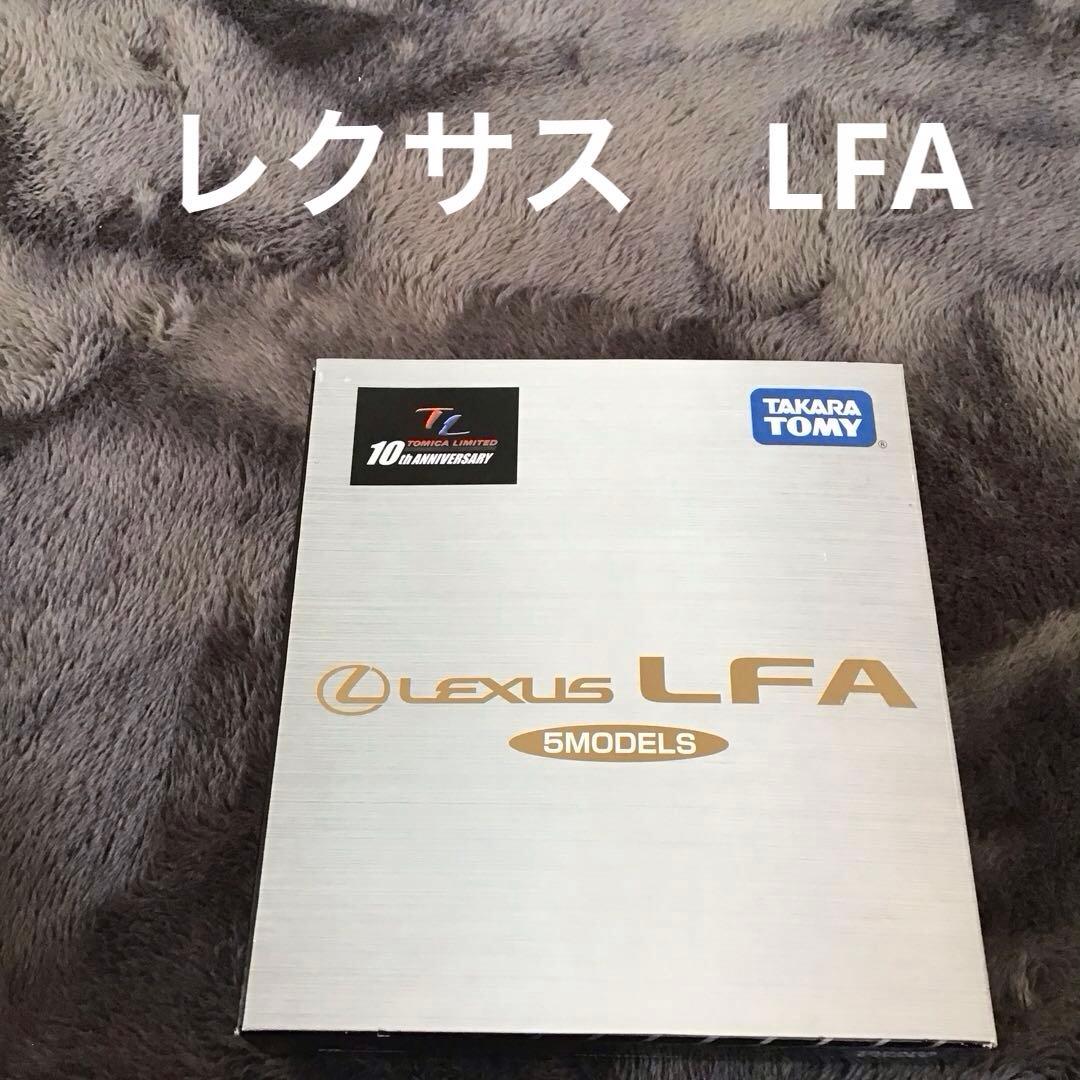 レクサス　LFA
TL
TOMICA LIMITED
10th ANNIVERSARY
TAKARA
TOMY
®
LEXUS LFA
5MODELS